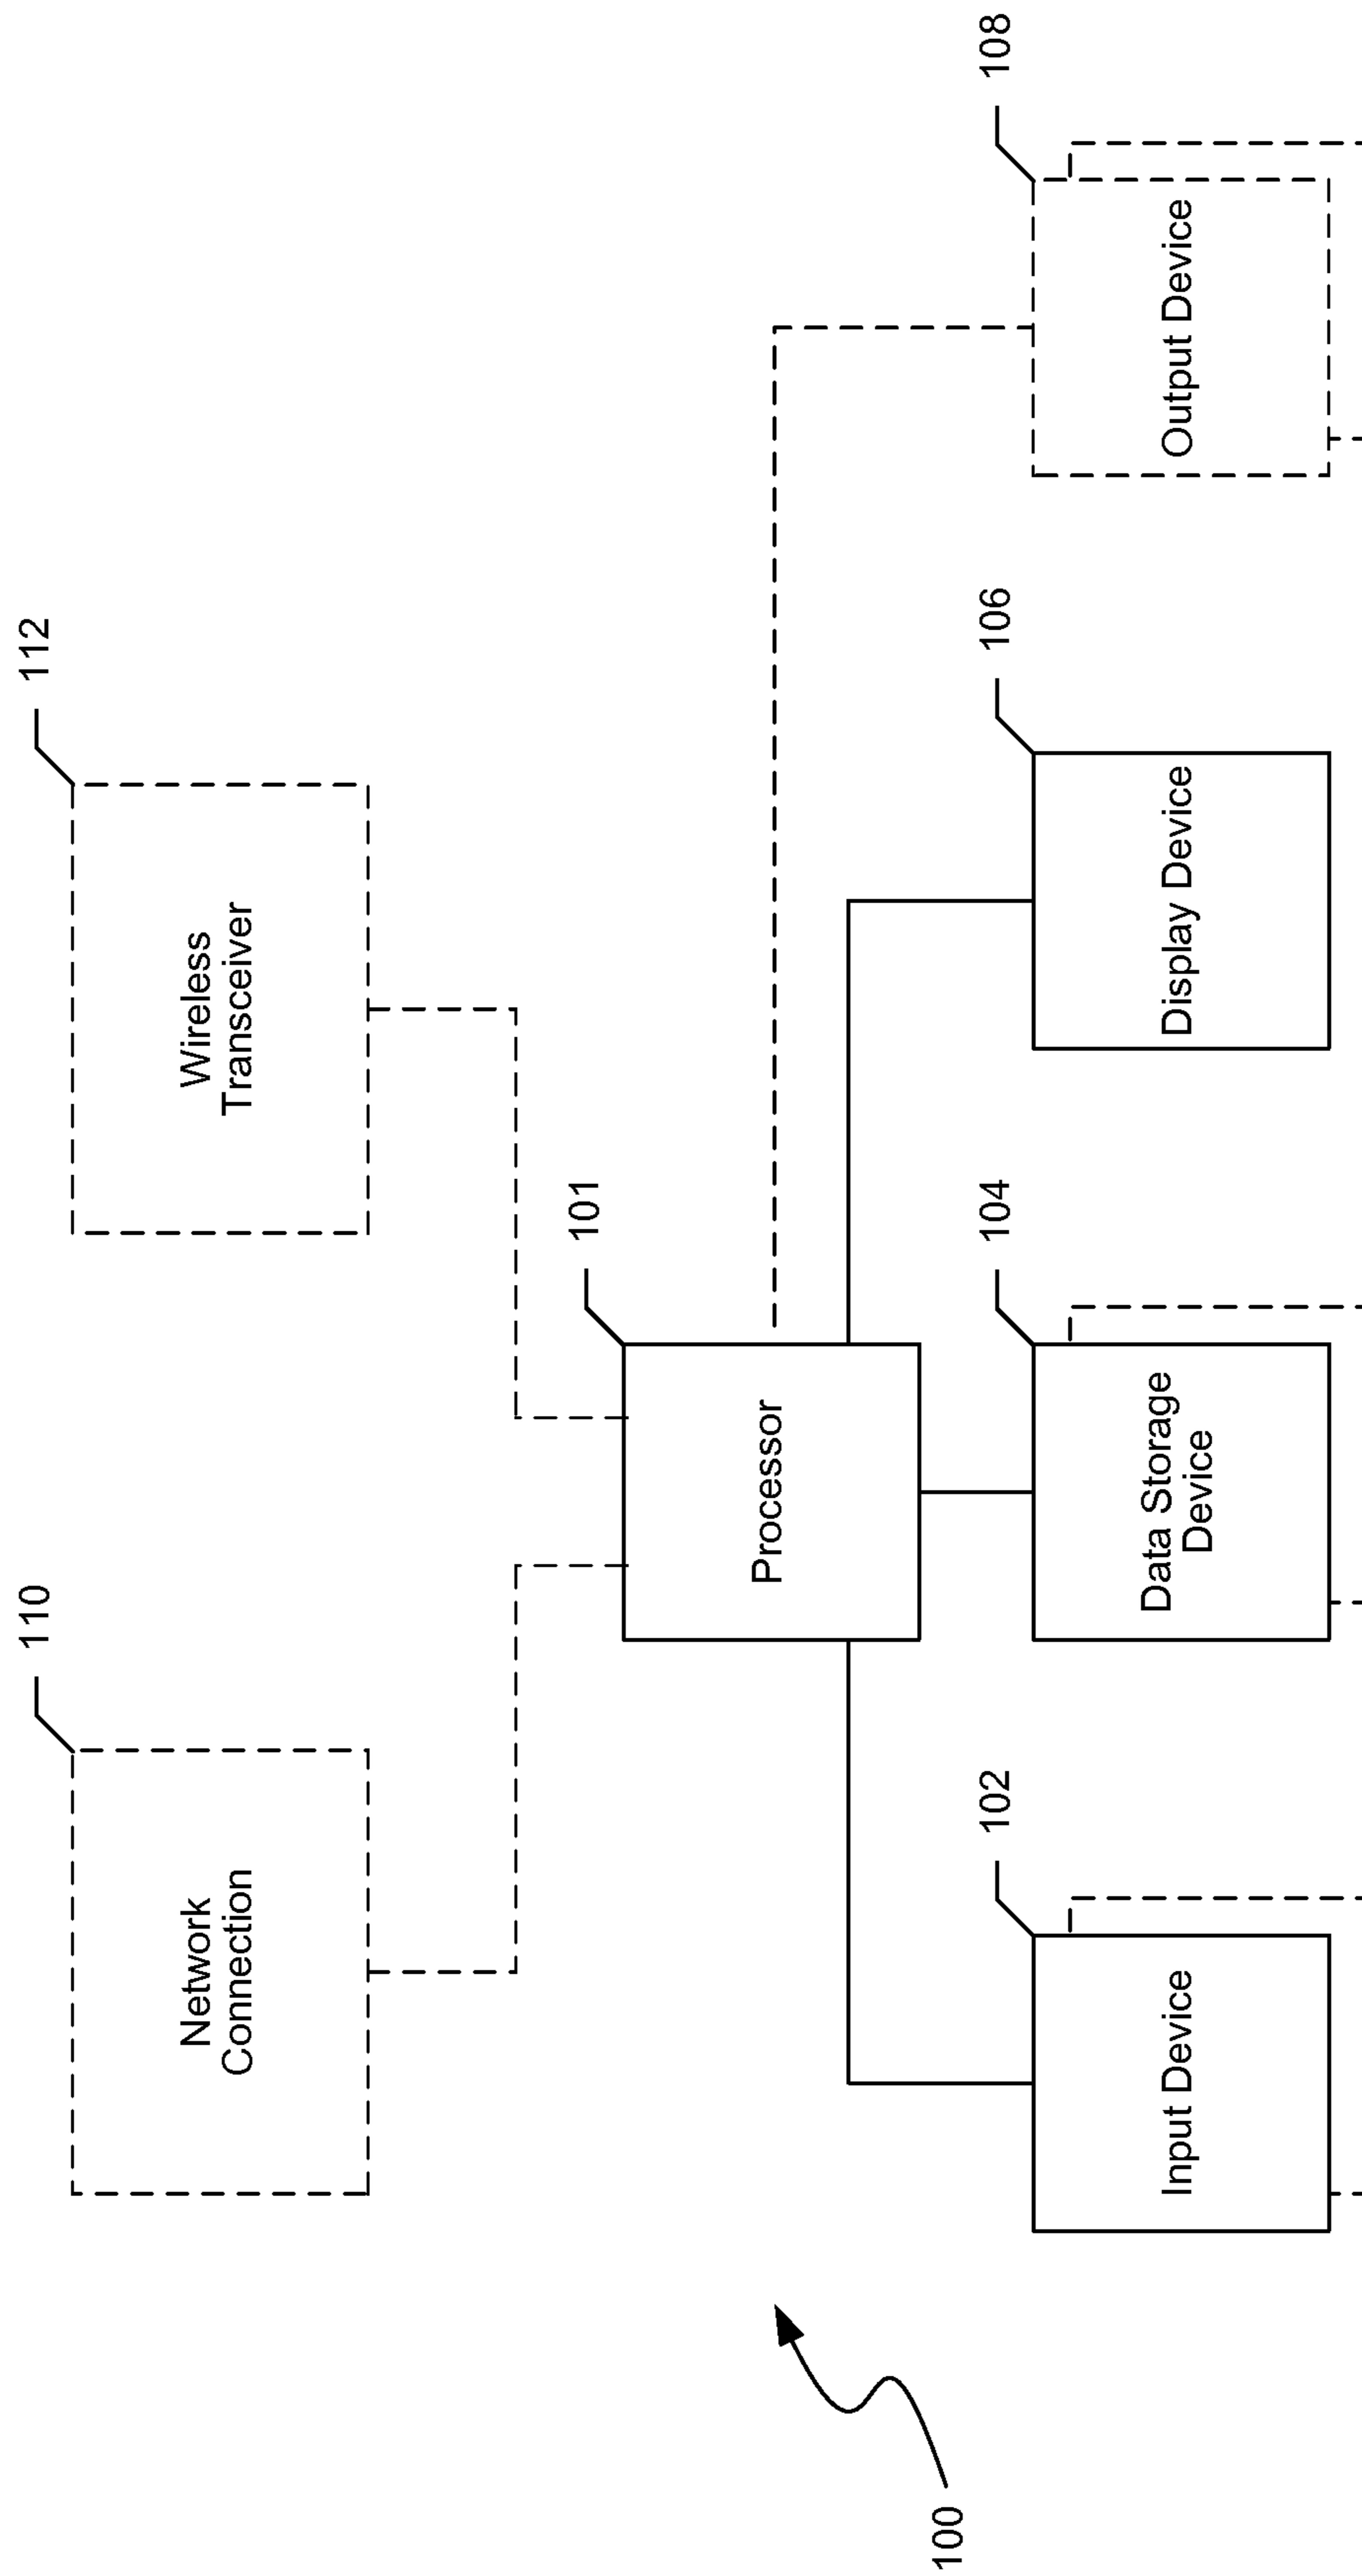 110
112
Network
Connection
Wireless
Transceiver
101
Processor
100
102
104
106
108
Input Device
Data Storage
Device
Display Device
Output Device